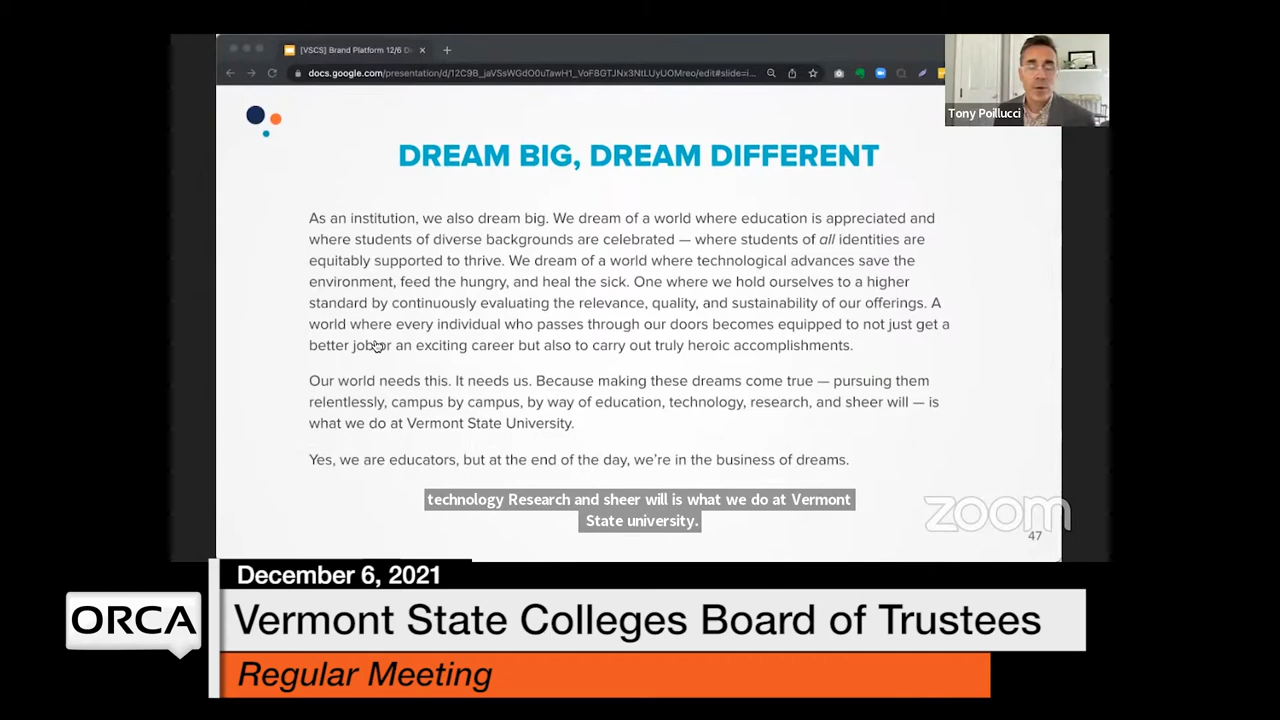 [VSCS] Brand Platform 12/6 D
docs.google.com/presentation/d/12C9B_jaVSsWGdO0uTawH1_VoF8GTJNx3NtLUyUOMreo/edit#slide=i...
Tony Poillucci
DREAM BIG, DREAM DIFFERENT
As an institution, we also dream big. We dream of a world where education is appreciated and
where students of diverse backgrounds are celebrated — where students of all identities are
equitably supported to thrive. We dream of a world where technological advances save the
environment, feed the hungry, and heal the sick. One where we hold ourselves to a higher
standard by continuously evaluating the relevance, quality, and sustainability of our offerings. A
world where every individual who passes through our doors becomes equipped to not just get a
better job or an exciting career but also to carry out truly heroic accomplishments.
Our world needs this. It needs us. Because making these dreams come true — pursuing them
relentlessly, campus by campus, by way of education, technology, research, and sheer will — is
what we do at Vermont State University.
Yes, we are educators, but at the end of the day, we're in the business of dreams.
technology Research and sheer will is what we do at Vermont
State university.
zoom
47
December 6, 2021
ORCA
Vermont State Colleges Board of Trustees
Regular Meeting